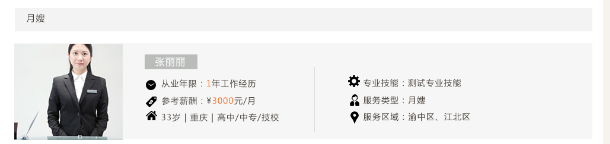 月嫂
张丽丽
从业年限：1年工作经历
参考薪酬：¥3000元/月
33岁 | 重庆 | 高中/中专/技校
专业技能：测试专业技能
服务类型：月嫂
服务区域：渝中区、江北区